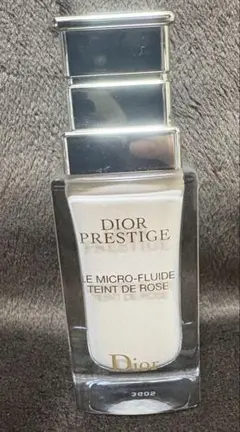 DIOR
PRESTIGE
LE MICRO-FLUIDE
TEINT DE ROSE
Dior